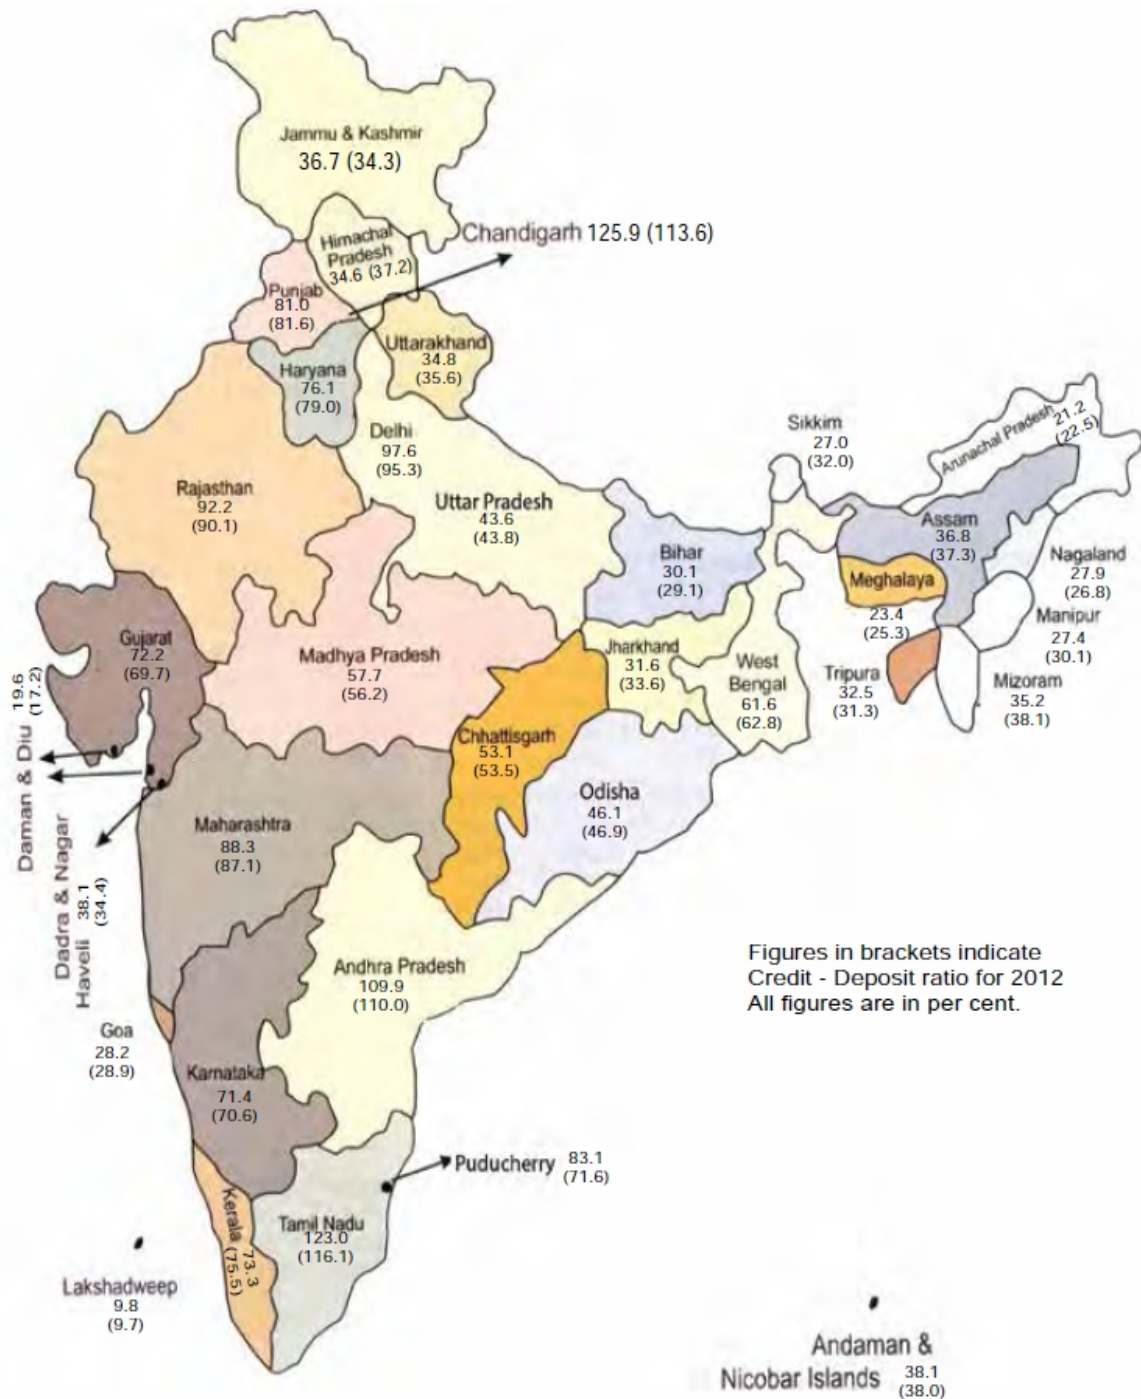 Jammu & Kashmir
36.7 (34.3)
Chandigarh 125.9 (113.6)
Himachal
Pradesh
34.6 (37.2)
Punjab
81.0
(81.6)
Uttarakhand
34.8
(35.6)
Haryana
76.1
(79.0)
Delhi
97.6
(95.3)
Sikkim
27.0
(32.0)
Arunachal Pradesh 21.2
(22.5)
Rajasthan
92.2
(90.1)
Uttar Pradesh
43.6
(43.8)
Bihar
30.1
(29.1)
Assam
36.8
(37.3)
Nagaland
27.9
(26.8)
Meghalaya
23.4
(25.3)
Manipur
27.4
(30.1)
Gujarat
72.2
(69.7)
Madhya Pradesh
57.7
(56.2)
Jharkhand
31.6
(33.6)
West
Bengal
61.6
(62.8)
Tripura
32.5
(31.3)
Mizoram
35.2
(38.1)
Daman & Diu 19.6
(17.2)
Chhattisgarh
53.1
(53.5)
Odisha
46.1
(46.9)
Maharashtra
88.3
(87.1)
Dadra & Nagar
Haveli 38.1
(34.4)
Andhra Pradesh
109.9
(110.0)
Figures in brackets indicate
Credit - Deposit ratio for 2012
All figures are in per cent.
Goa
28.2
(28.9)
Karnataka
71.4
(70.6)
Puducherry 83.1
(71.6)
Kerala 73.3
(75.5)
Tamil Nadu
123.0
(116.1)
Lakshadweep
9.8
(9.7)
Andaman &
Nicobar Islands 38.1
(38.0)